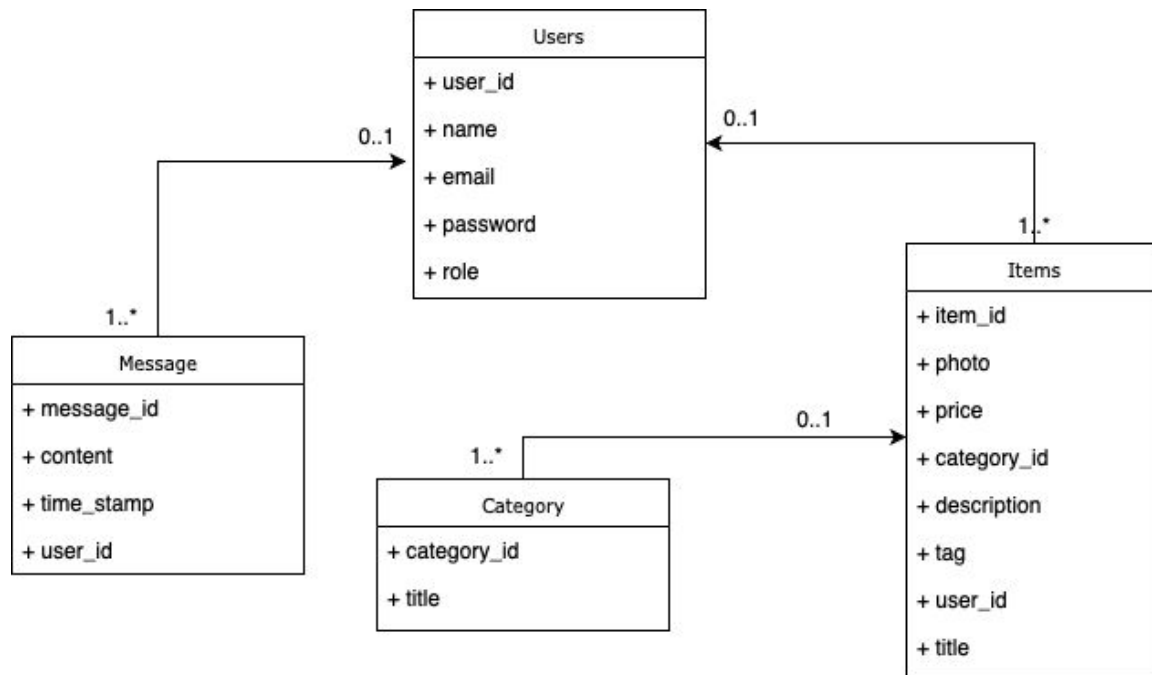 Users
+ user_id
+ name
+ email
+ password
+ role
0..1
0..1
1..*
Message
+ message_id
+ content
+ time_stamp
+ user_id
1..*
Items
+ item_id
+ photo
+ price
+ category_id
+ description
+ tag
+ user_id
+ title
0..1
1..*
Category
+ category_id
+ title